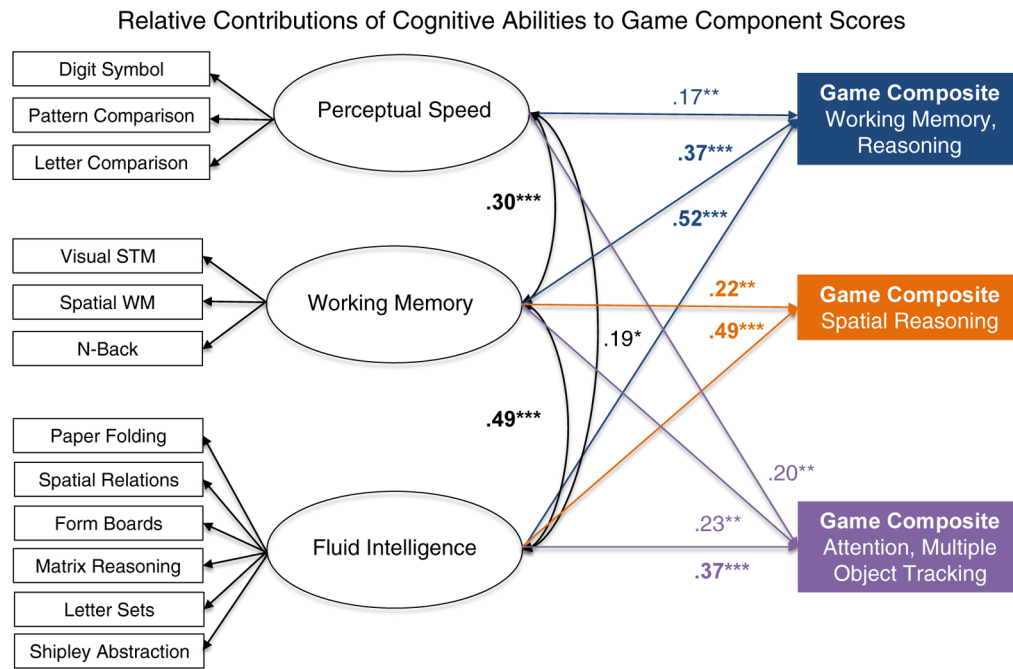 Relative Contributions of Cognitive Abilities to Game Component Scores
Digit Symbol
Pattern Comparison
Letter Comparison
Perceptual Speed
.17**
Game Composite
Working Memory,
Reasoning
.37***
.30***
.52***
Visual STM
Spatial WM
N-Back
Working Memory
.22**
.49***
Game Composite
Spatial Reasoning
.19*
.49***
Paper Folding
Spatial Relations
Form Boards
Matrix Reasoning
Letter Sets
Shipley Abstraction
Fluid Intelligence
.20**
.23**
.37***
Game Composite
Attention, Multiple
Object Tracking